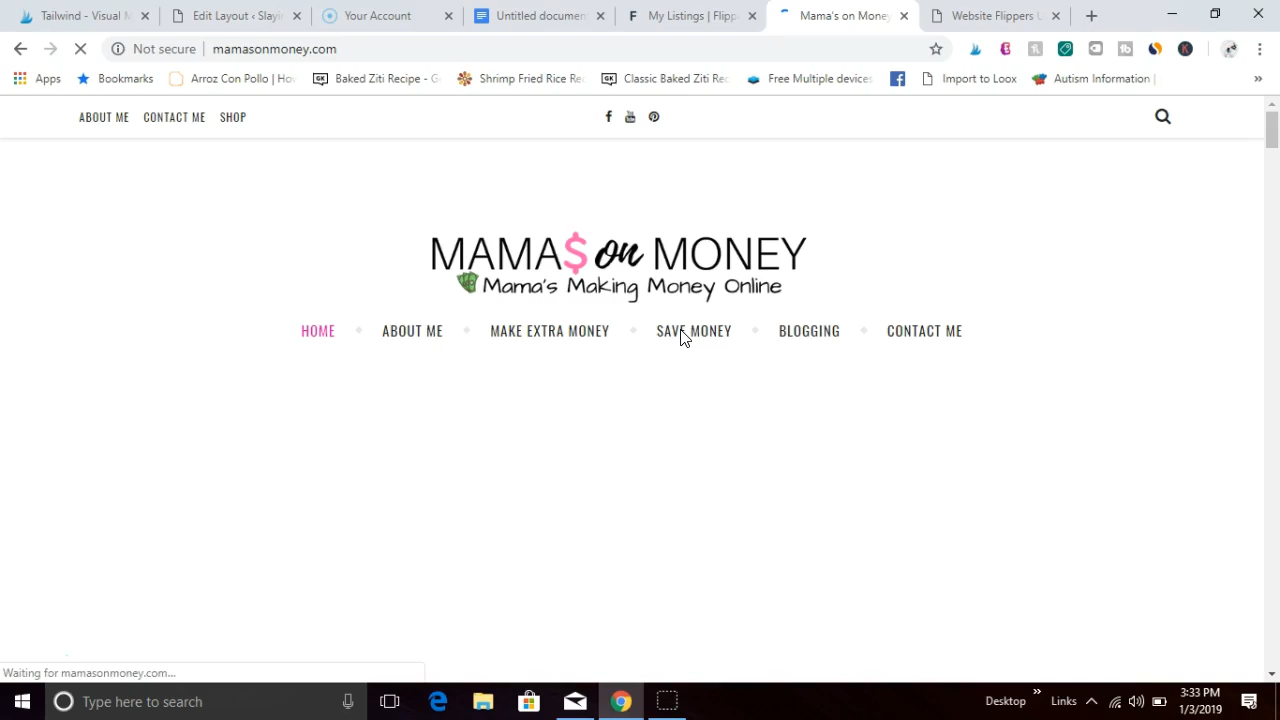 Tailwind - Visual M
Edit Layout ‹ Slayin
Your Account
Untitled documen
My Listings | Flipp
Mama's on Money
Website Flippers U
Not secure | mamasonmoney.com
Apps
Bookmarks
Arroz Con Pollo | Ho
Baked Ziti Recipe - G
Shrimp Fried Rice Re
Classic Baked Ziti Re
Free Multiple devices
Import to Loox
Autism Information |
»
ABOUT ME CONTACT ME SHOP
MAMA$ on MONEY
Mama's Making Money Online
HOME ABOUT ME MAKE EXTRA MONEY SAVE MONEY BLOGGING CONTACT ME
Waiting for mamasonmoney.com...
Type here to search
Desktop » Links
3:33 PM
1/3/2019